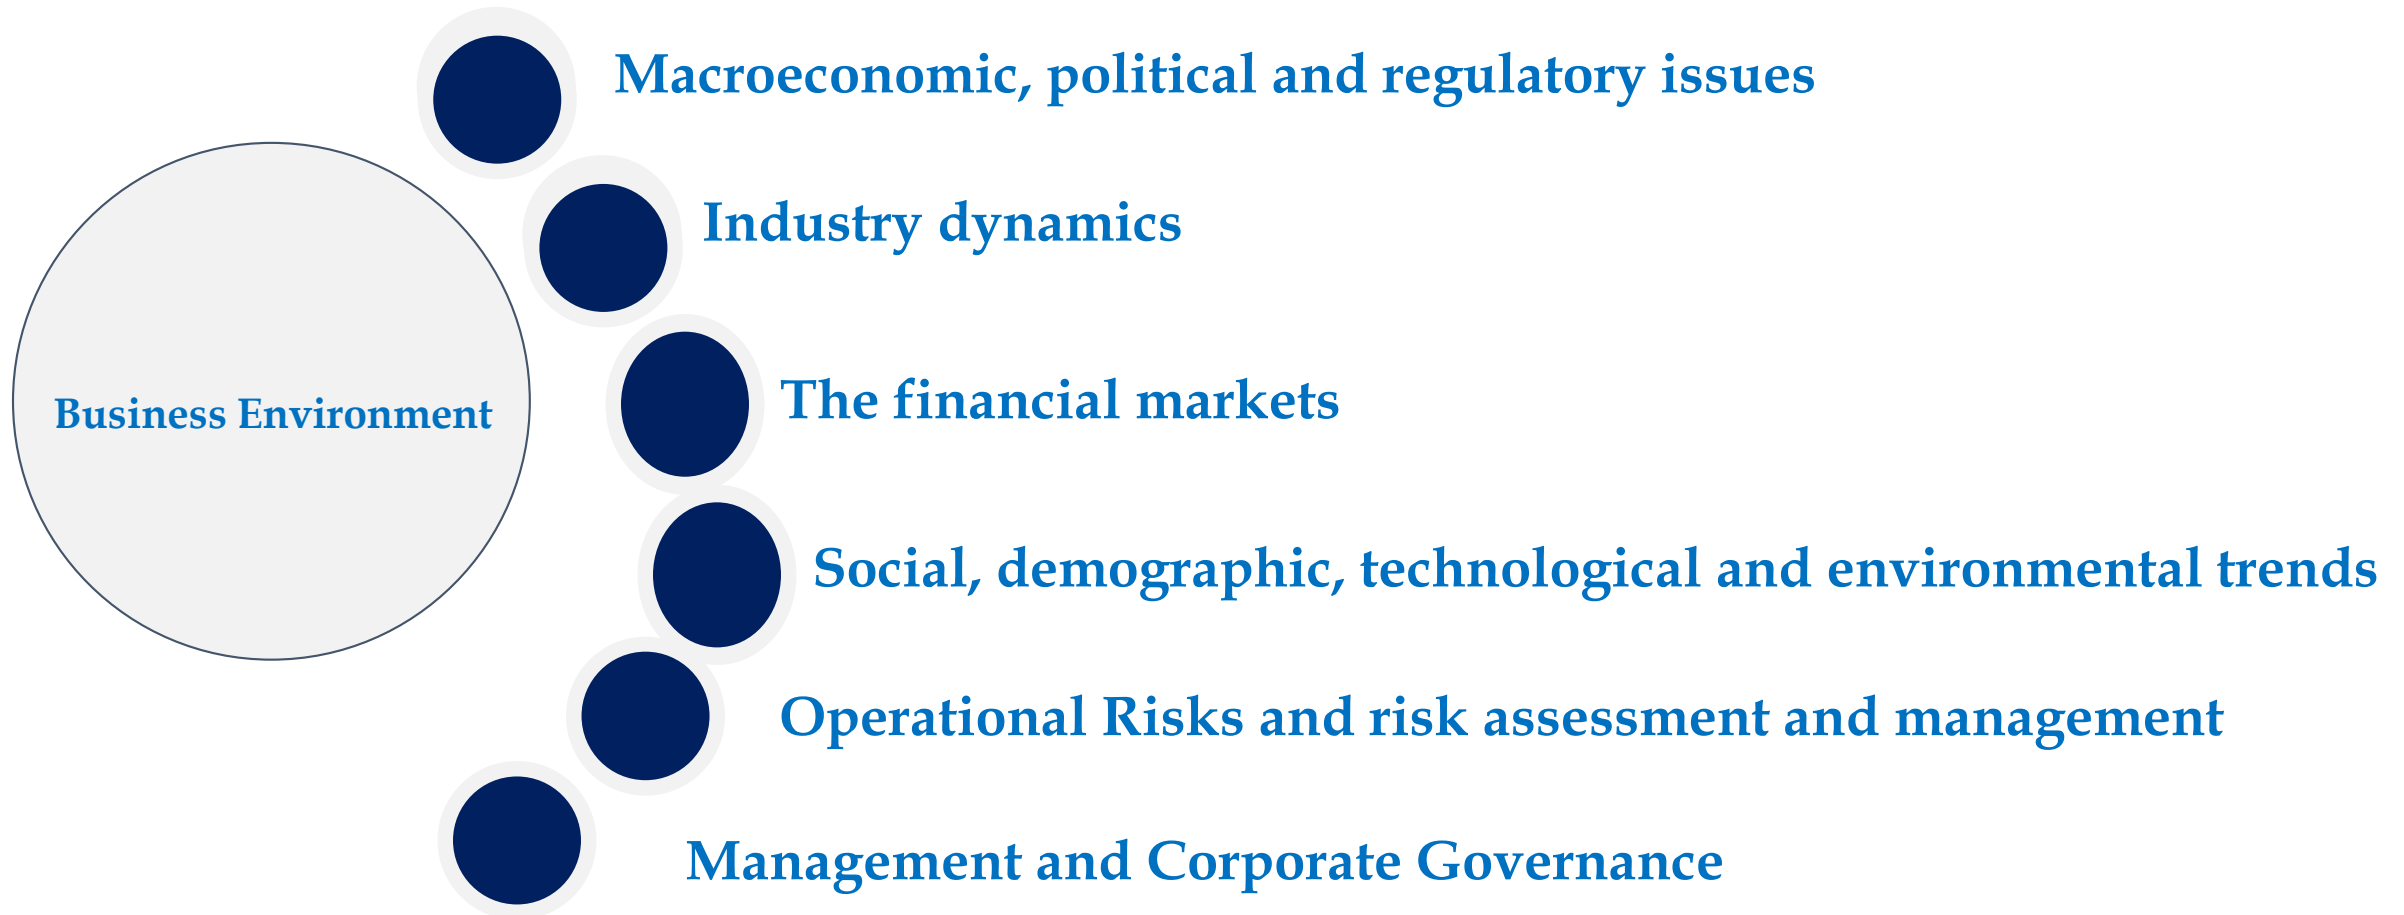 Macroeconomic, political and regulatory issues
Industry dynamics
The financial markets
Business Environment
Social, demographic, technological and environmental trends
Operational Risks and risk assessment and management
Management and Corporate Governance